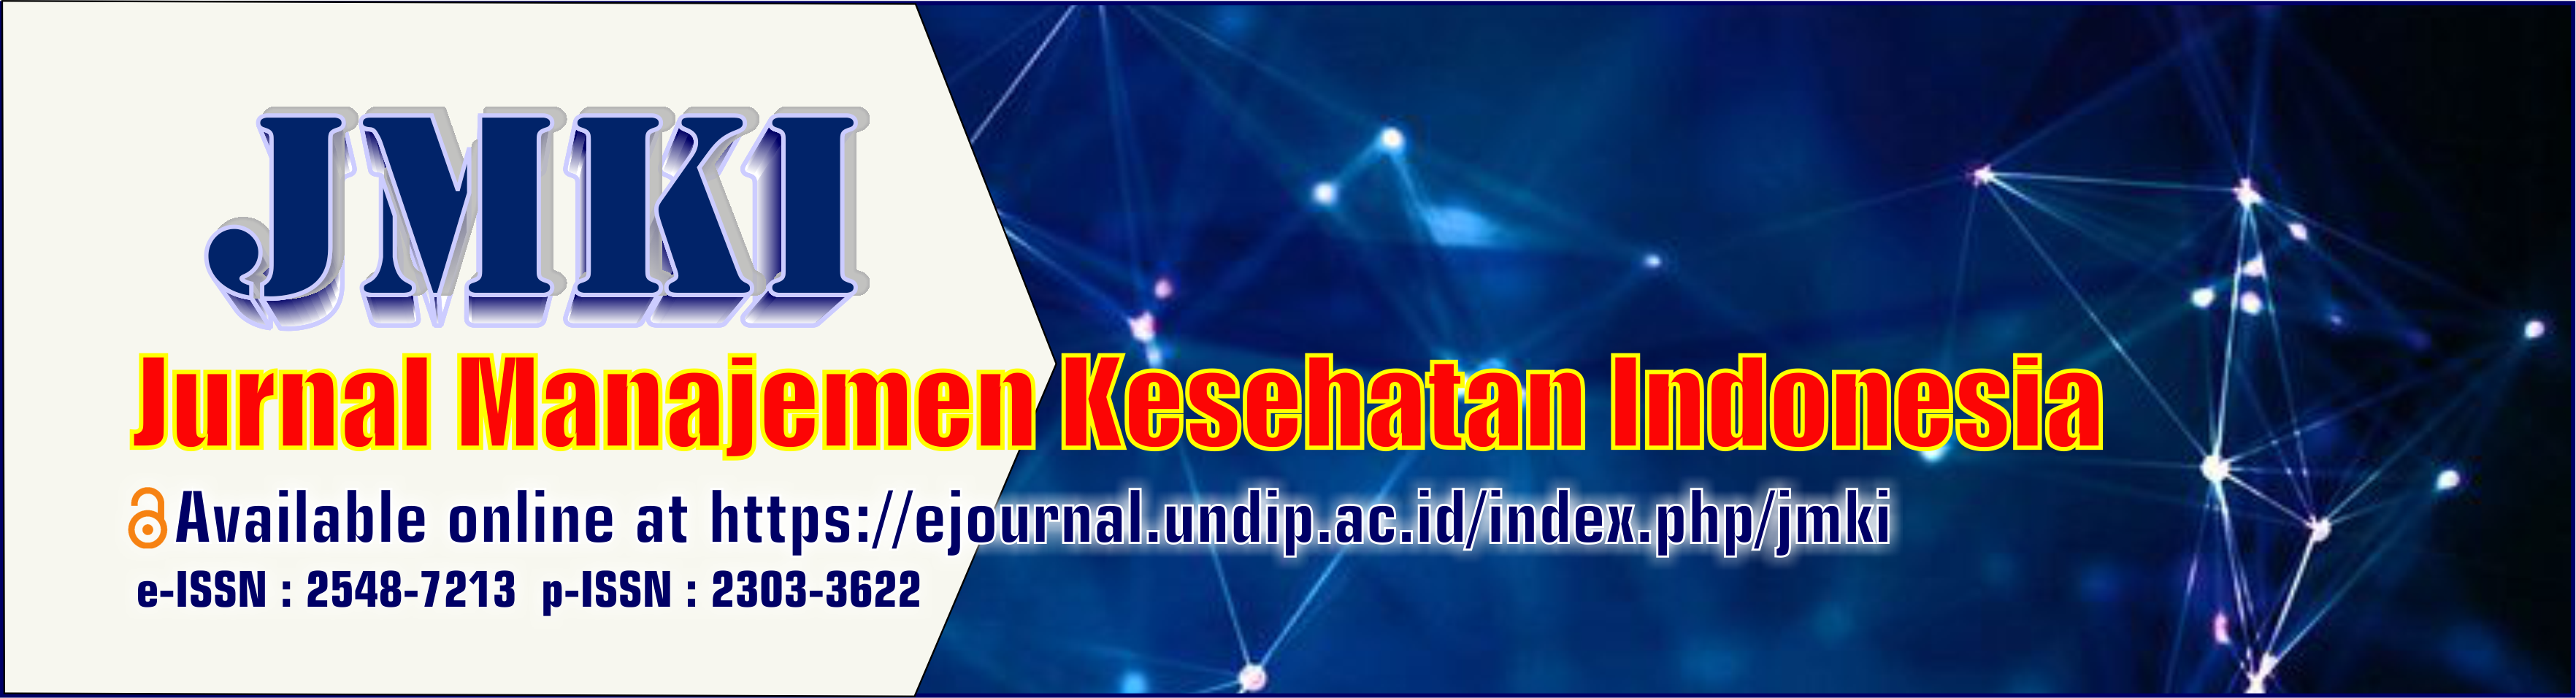 JMKI
Jurnal Manajemen Kesehatan Indonesia
Available online at https://ejournal.undip.ac.id/index.php/jmki
e-ISSN : 2548-7213 p-ISSN : 2303-3622